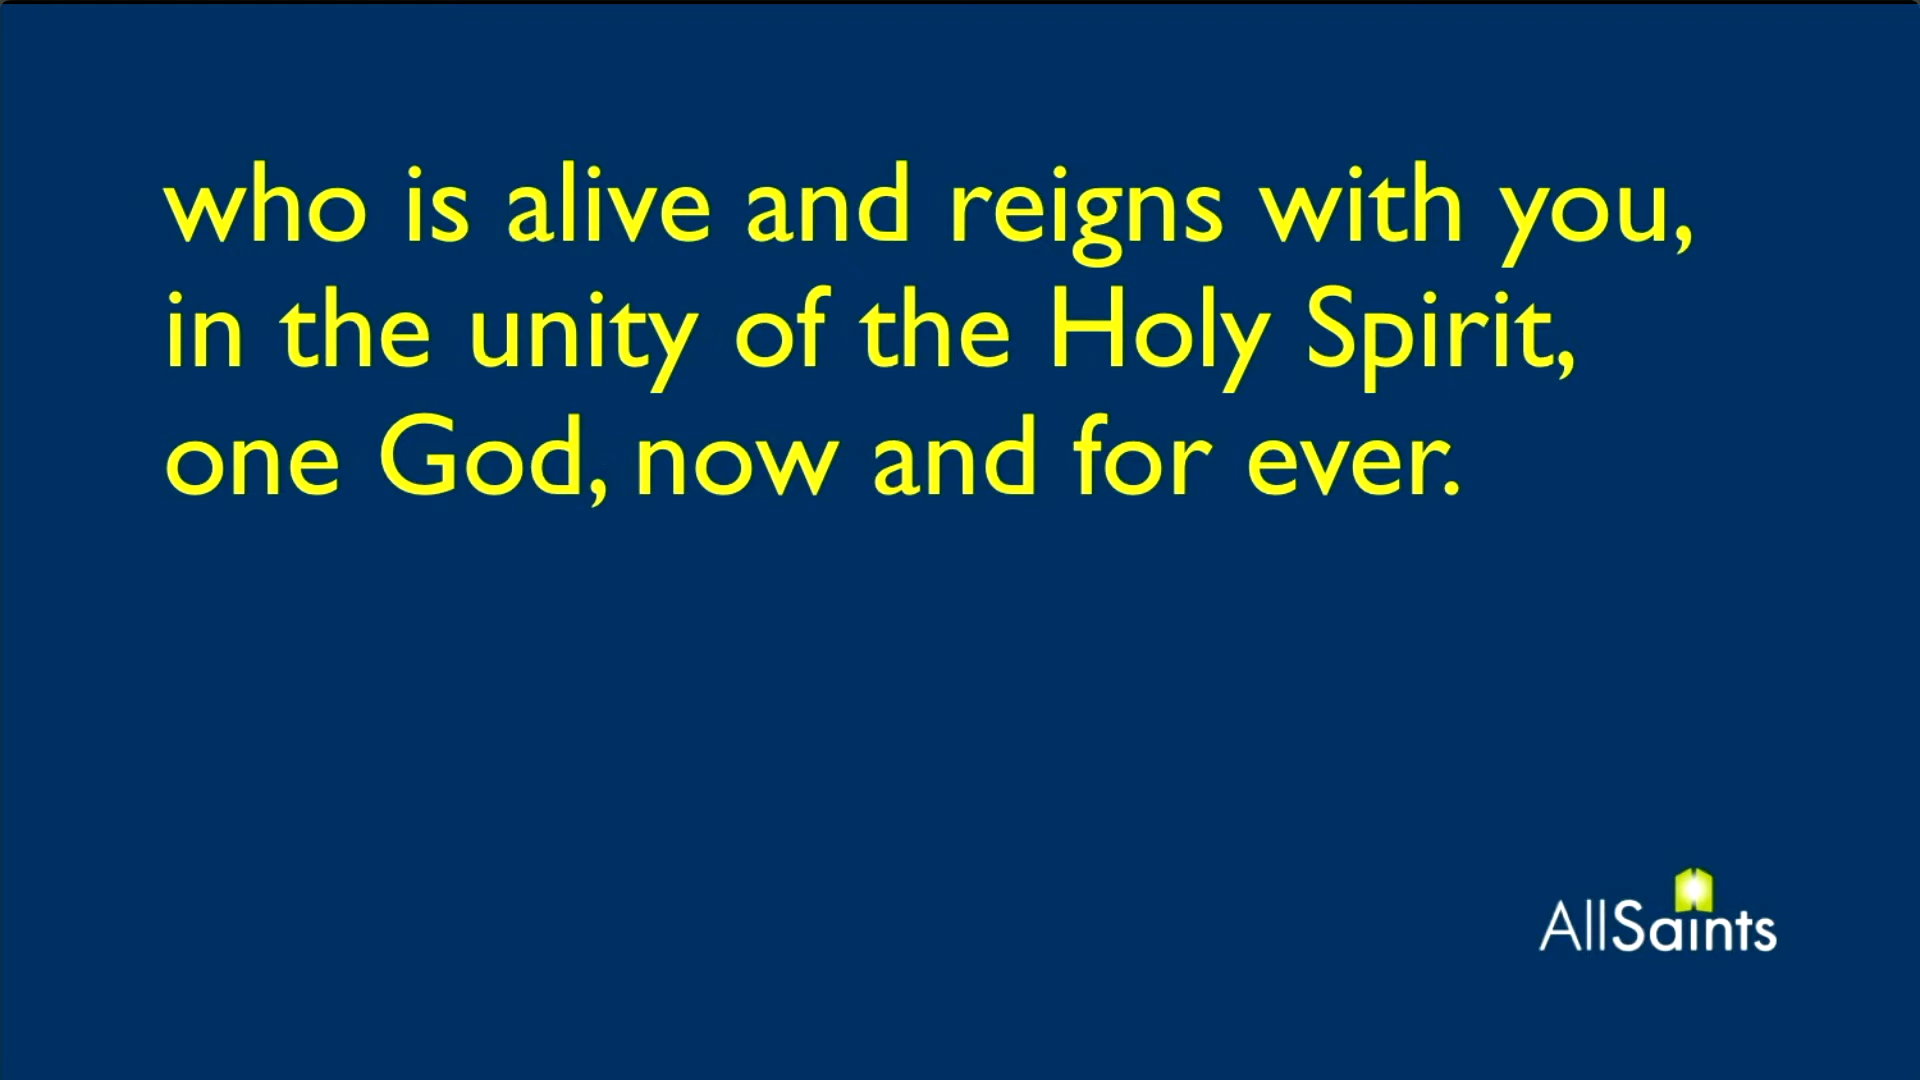 who is alive and reigns with you,
in the unity of the Holy Spirit,
one God, now and for ever.
AllSaints